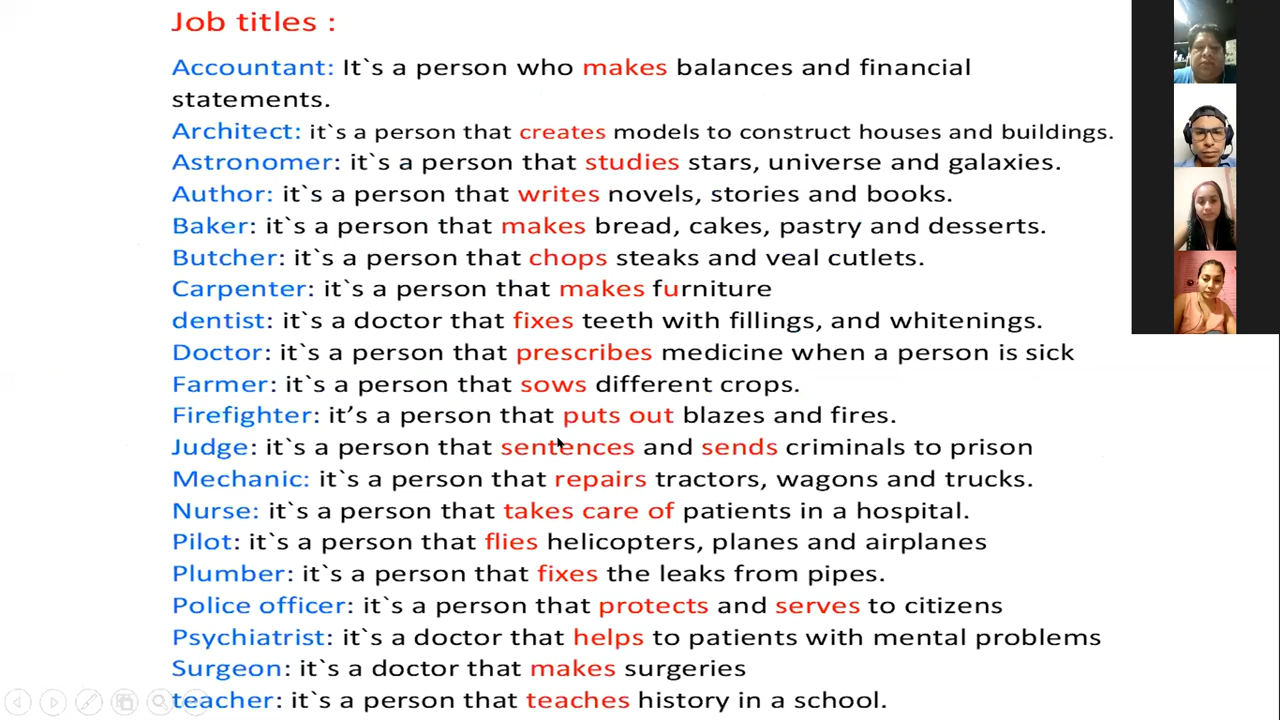 Job titles :
Accountant: It`s a person who makes balances and financial
statements.
Architect: it`s a person that creates models to construct houses and buildings.
Astronomer: it`s a person that studies stars, universe and galaxies.
Author: it`s a person that writes novels, stories and books.
Baker: it`s a person that makes bread, cakes, pastry and desserts.
Butcher: it`s a person that chops steaks and veal cutlets.
Carpenter: it`s a person that makes furniture
dentist: it`s a doctor that fixes teeth with fillings, and whitenings.
Doctor: it`s a person that prescribes medicine when a person is sick
Farmer: it`s a person that sows different crops.
Firefighter: it’s a person that puts out blazes and fires.
Judge: it`s a person that sentences and sends criminals to prison
Mechanic: it`s a person that repairs tractors, wagons and trucks.
Nurse: it`s a person that takes care of patients in a hospital.
Pilot: it`s a person that flies helicopters, planes and airplanes
Plumber: it`s a person that fixes the leaks from pipes.
Police officer: it`s a person that protects and serves to citizens
Psychiatrist: it`s a doctor that helps to patients with mental problems
Surgeon: it`s a doctor that makes surgeries
teacher: it`s a person that teaches history in a school.